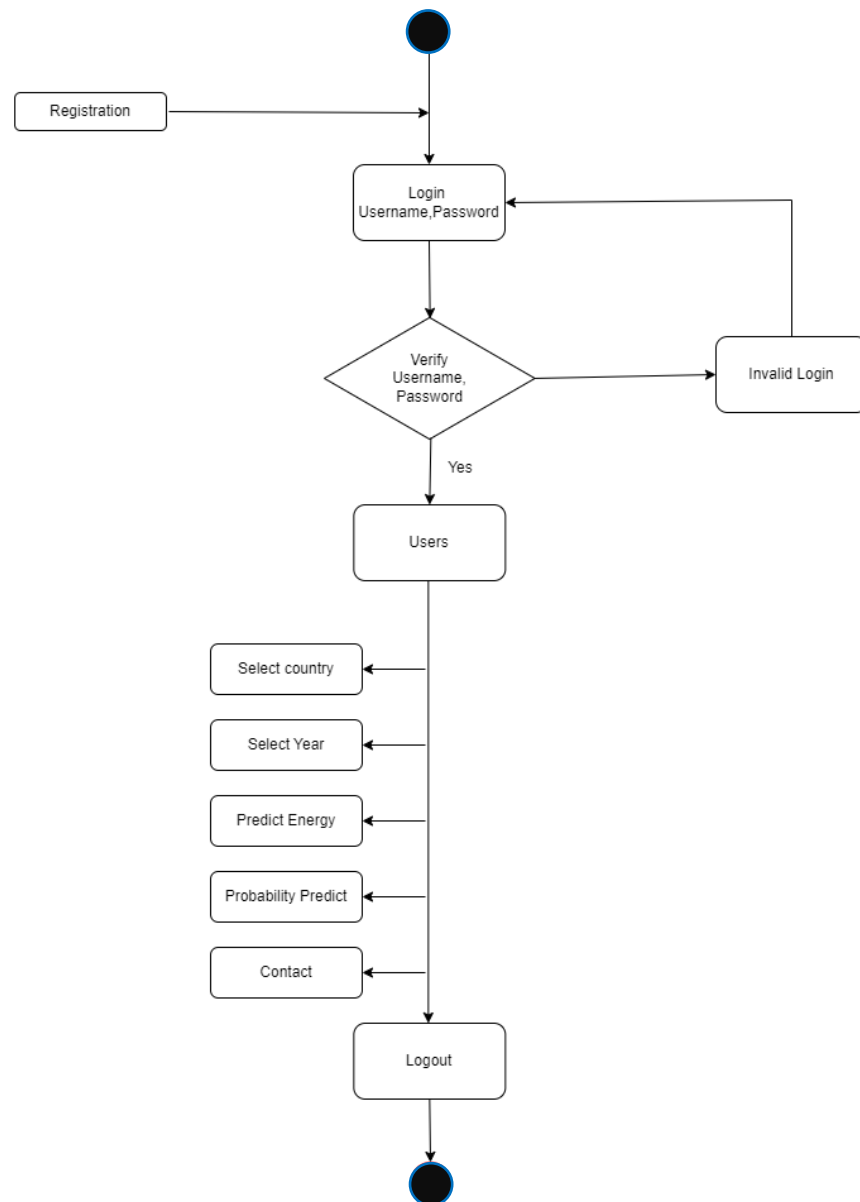 Registration
Login
Username,Password
Verify
Username,
Password
Invalid Login
Yes
Users
Select country
Select Year
Predict Energy
Probability Predict
Contact
Logout